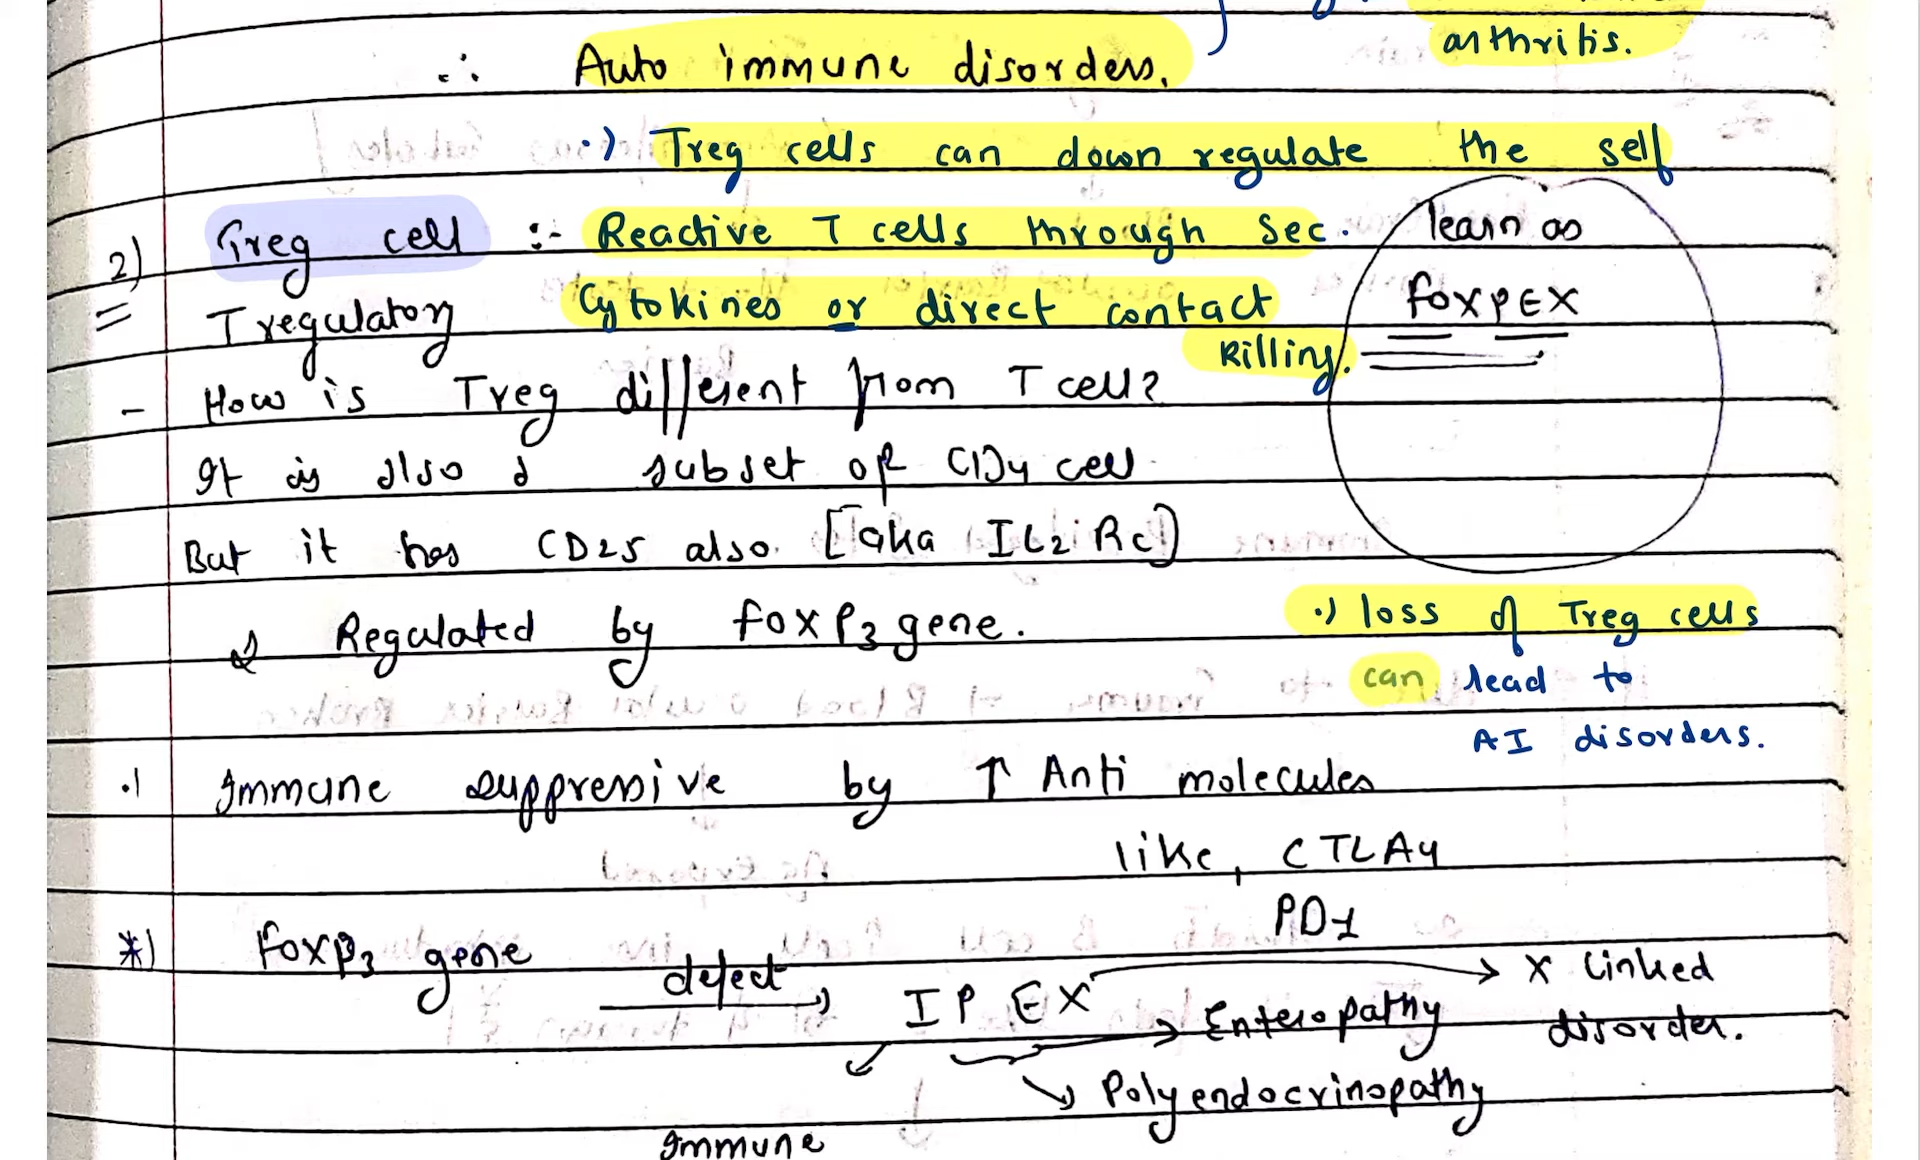 arthritis.
∴ Auto immune disorders.
·) Treg cells can down regulate the self
2) Treg cell :- Reactive T cells through sec.
learn as
T regulatory
Cytokines or direct contact
foxpEX
killing.
- How is Treg different from T cell?
It is also a subset of CD4 cell
But it has CD25 also [aka IL2 Rc]
& Regulated by foxP3 gene.
·) loss of Treg cells
can lead to
AI disorders.
·) Immune suppressive by ↑ Anti molecules
like, CTLA4
PD1
*) Foxp3 gene defect → IPEX → X linked
disorder.
→ Enteropathy
↘ Polyendocrinopathy
Immune